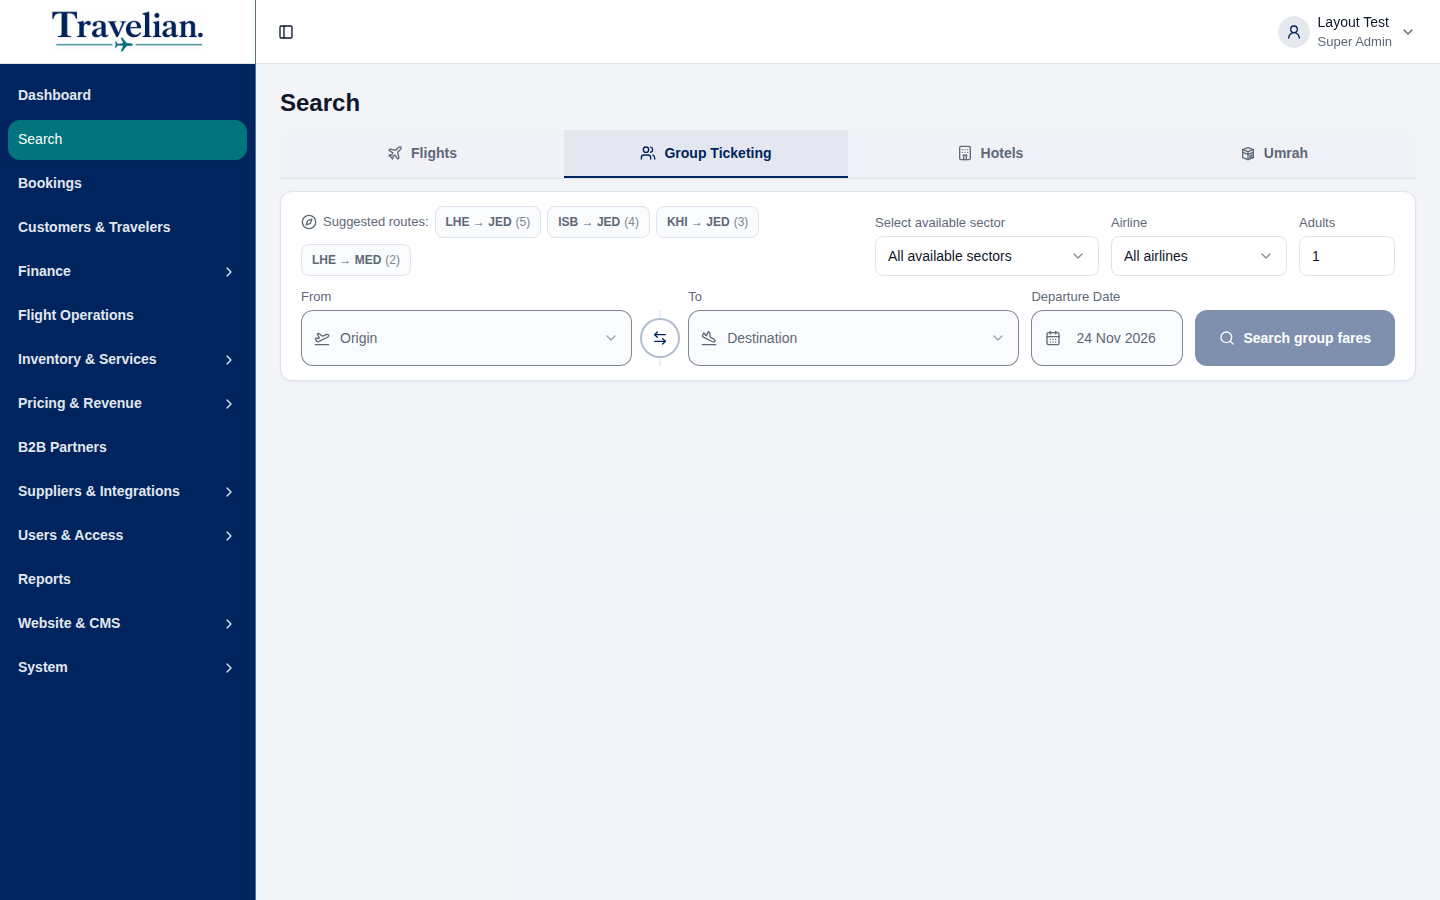 Travelian.
Layout Test
Super Admin
Dashboard
Search
Bookings
Customers & Travelers
Finance
Flight Operations
Inventory & Services
Pricing & Revenue
B2B Partners
Suppliers & Integrations
Users & Access
Reports
Website & CMS
System
Search
Flights
Group Ticketing
Hotels
Umrah
Suggested routes:
LHE → JED (5)
ISB → JED (4)
KHI → JED (3)
LHE → MED (2)
Select available sector
All available sectors
Airline
All airlines
Adults
1
From
Origin
To
Destination
Departure Date
24 Nov 2026
Search group fares